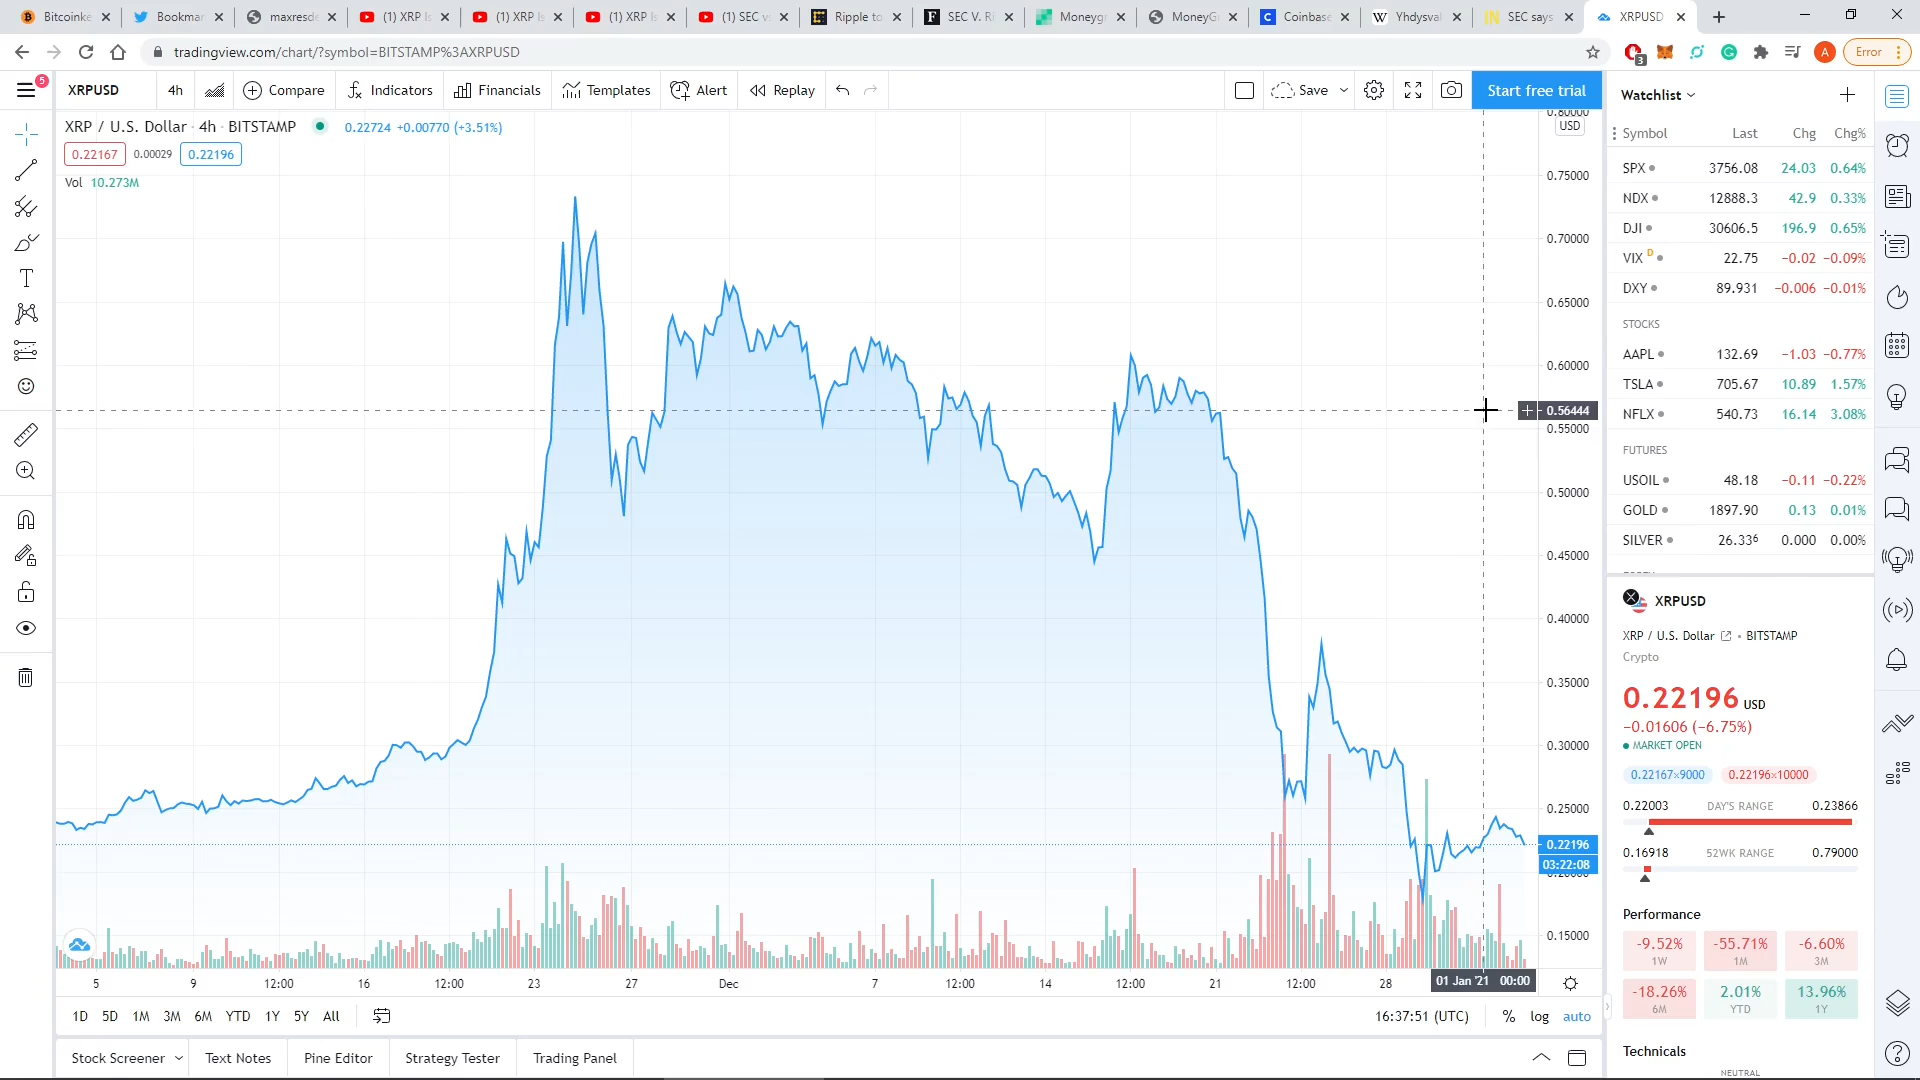 Bitcoinke
Bookmar
maxresde
(1) XRP Is
(1) XRP Is
(1) XRP Is
(1) SEC v
Ripple to
SEC V. Ri
Moneygr
MoneyGr
Coinbase
Yhdysval
SEC says
XRPUSD
tradingview.com/chart/?symbol=BITSTAMP%3AXRPUSD
3
A
Error
5
XRPUSD
4h
Compare
Indicators
Financials
Templates
Alert
Replay
Save
Start free trial
XRP / U.S. Dollar · 4h · BITSTAMP
0.22724 +0.00770 (+3.51%)
0.22167 0.00029 0.22196
Vol 10.273M
0.80000
USD
0.75000
0.70000
0.65000
0.60000
0.56444
0.55000
0.50000
0.45000
0.40000
0.35000
0.30000
0.25000
0.22196
03:22:08
0.20000
0.15000
5 9 12:00 16 12:00 23 27 Dec 7 12:00 14 12:00 21 12:00 28 01 Jan '21 00:00
1D 5D 1M 3M 6M YTD 1Y 5Y All
16:37:51 (UTC) % log auto
Stock Screener Text Notes Pine Editor Strategy Tester Trading Panel
Watchlist
Symbol Last Chg Chg%
SPX 3756.08 24.03 0.64%
NDX 12888.3 42.9 0.33%
DJI 30606.5 196.9 0.65%
VIX D 22.75 −0.02 −0.09%
DXY 89.931 −0.006 −0.01%
STOCKS
AAPL 132.69 −1.03 −0.77%
TSLA 705.67 10.89 1.57%
NFLX 540.73 16.14 3.08%
FUTURES
USOIL 48.18 −0.11 −0.22%
GOLD 1897.90 0.13 0.01%
SILVER 26.336 0.000 0.00%
XRPUSD
XRP / U.S. Dollar • BITSTAMP
Crypto
0.22196 USD
−0.01606 (−6.75%)
MARKET OPEN
0.22167×9000 0.22196×10000
0.22003 DAY'S RANGE 0.23866
0.16918 52WK RANGE 0.79000
Performance
-9.52% -55.71% -6.60%
1W 1M 3M
-18.26% 2.01% 13.96%
6M YTD 1Y
Technicals
NEUTRAL